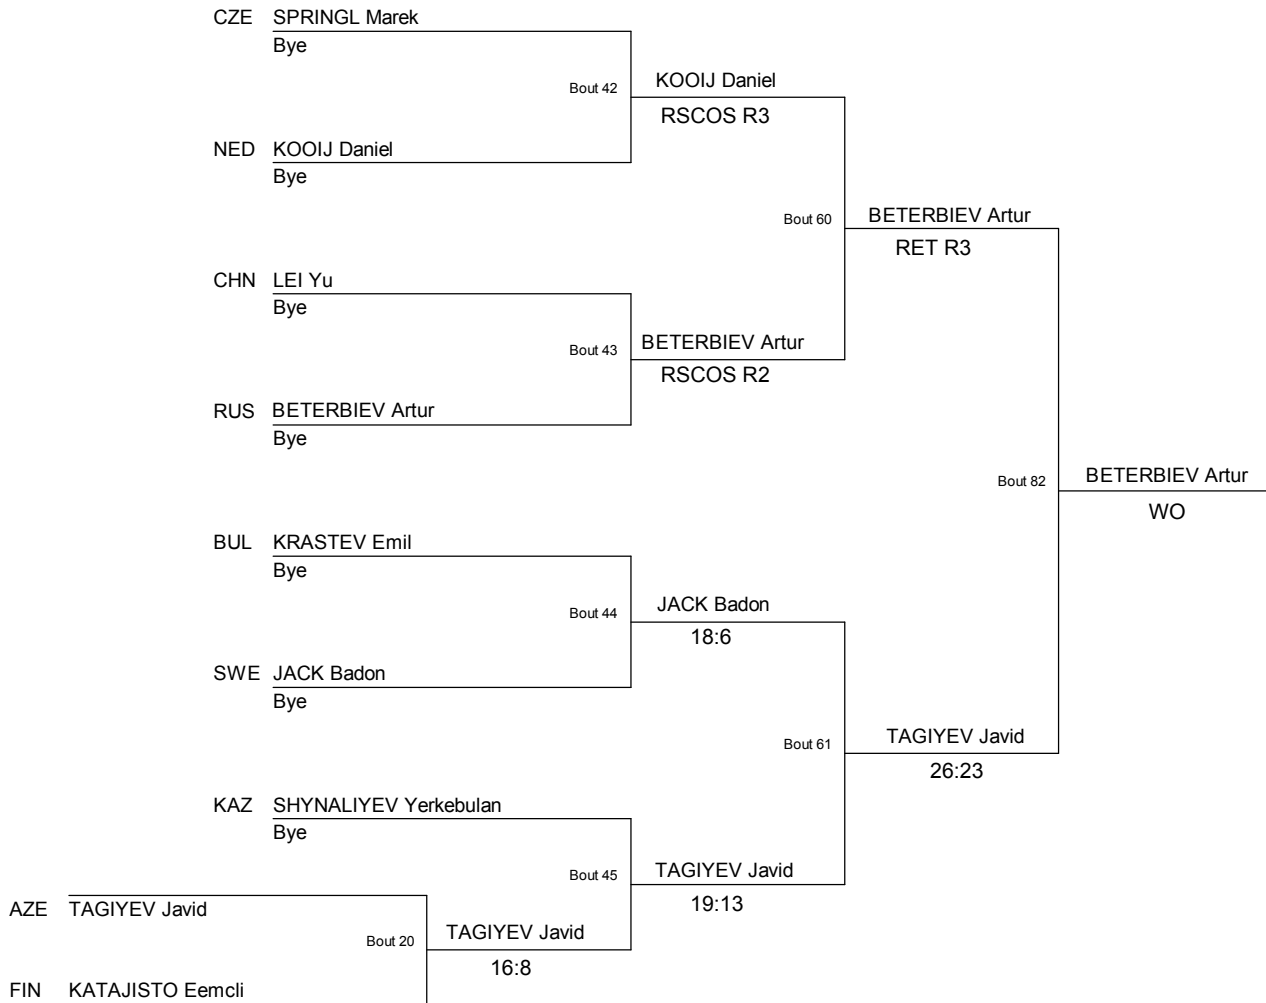 CZE SPRINGL Marek
Bye
Bout 42
KOOIJ Daniel
RSCOS R3
NED KOOIJ Daniel
Bye
Bout 60
BETERBIEV Artur
RET R3
CHN LEI Yu
Bye
Bout 43
BETERBIEV Artur
RSCOS R2
RUS BETERBIEV Artur
Bye
Bout 82
BETERBIEV Artur
WO
BUL KRASTEV Emil
Bye
Bout 44
JACK Badon
18:6
SWE JACK Badon
Bye
Bout 61
TAGIYEV Javid
26:23
KAZ SHYNALIYEV Yerkebulan
Bye
Bout 45
TAGIYEV Javid
19:13
AZE TAGIYEV Javid
Bout 20
TAGIYEV Javid
16:8
FIN KATAJISTO Eemcli